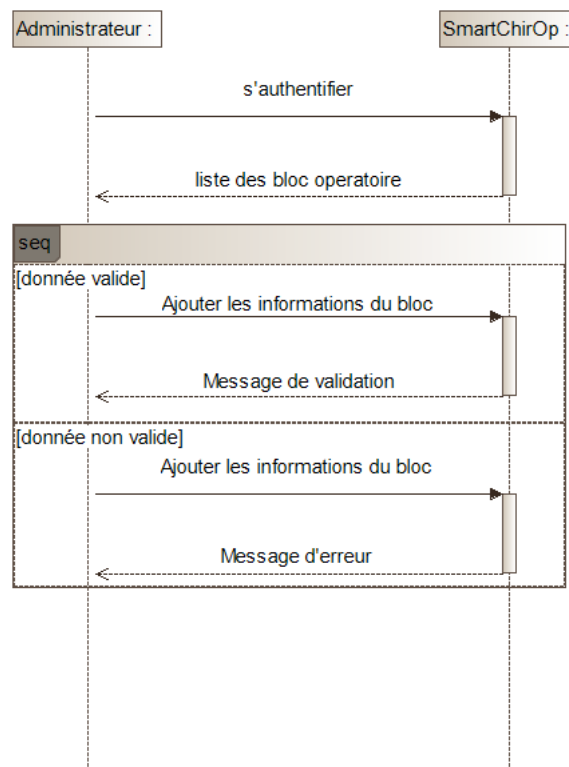 Administrateur :
SmartChirOp :
s'authentifier
liste des bloc operatoire
seq
[donnée valide]
Ajouter les informations du bloc
Message de validation
[donnée non valide]
Ajouter les informations du bloc
Message d'erreur